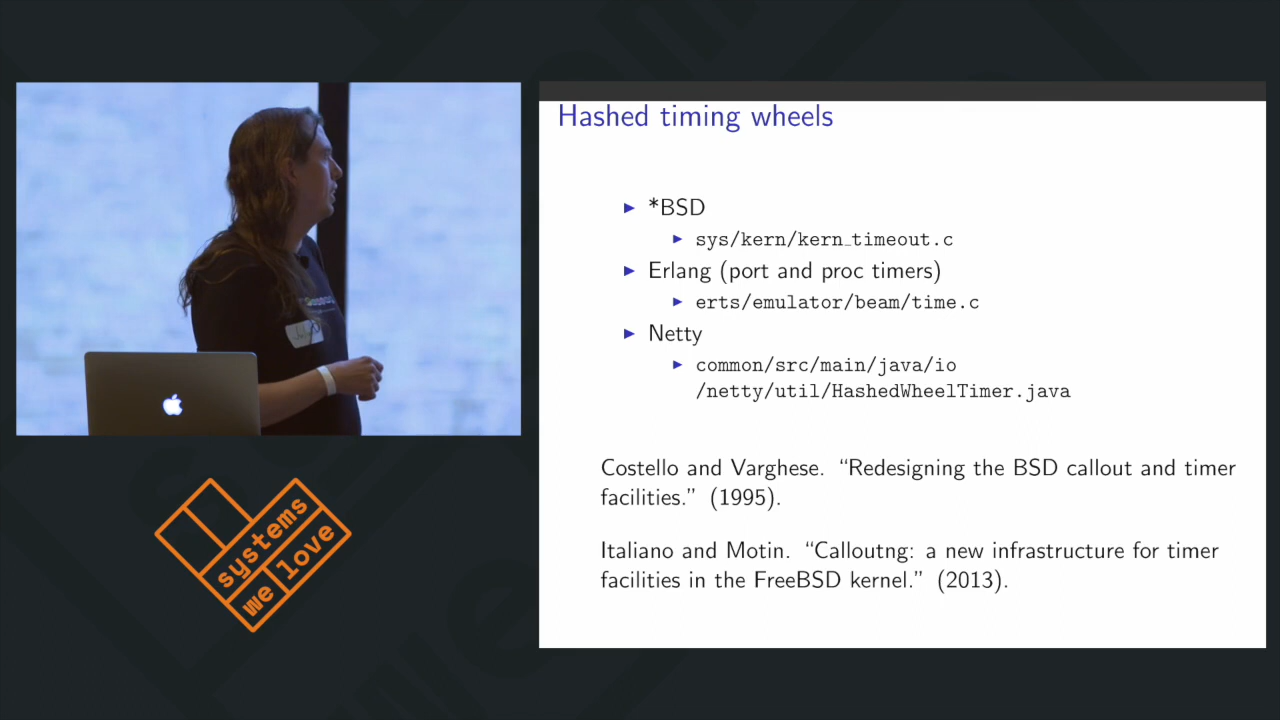 Hashed timing wheels
*BSD
sys/kern/kern_timeout.c
Erlang (port and proc timers)
erts/emulator/beam/time.c
Netty
common/src/main/java/io
/netty/util/HashedWheelTimer.java
Costello and Varghese. “Redesigning the BSD callout and timer
facilities.” (1995).
Italiano and Motin. “Calloutng: a new infrastructure for timer
facilities in the FreeBSD kernel.” (2013).
systems
we love